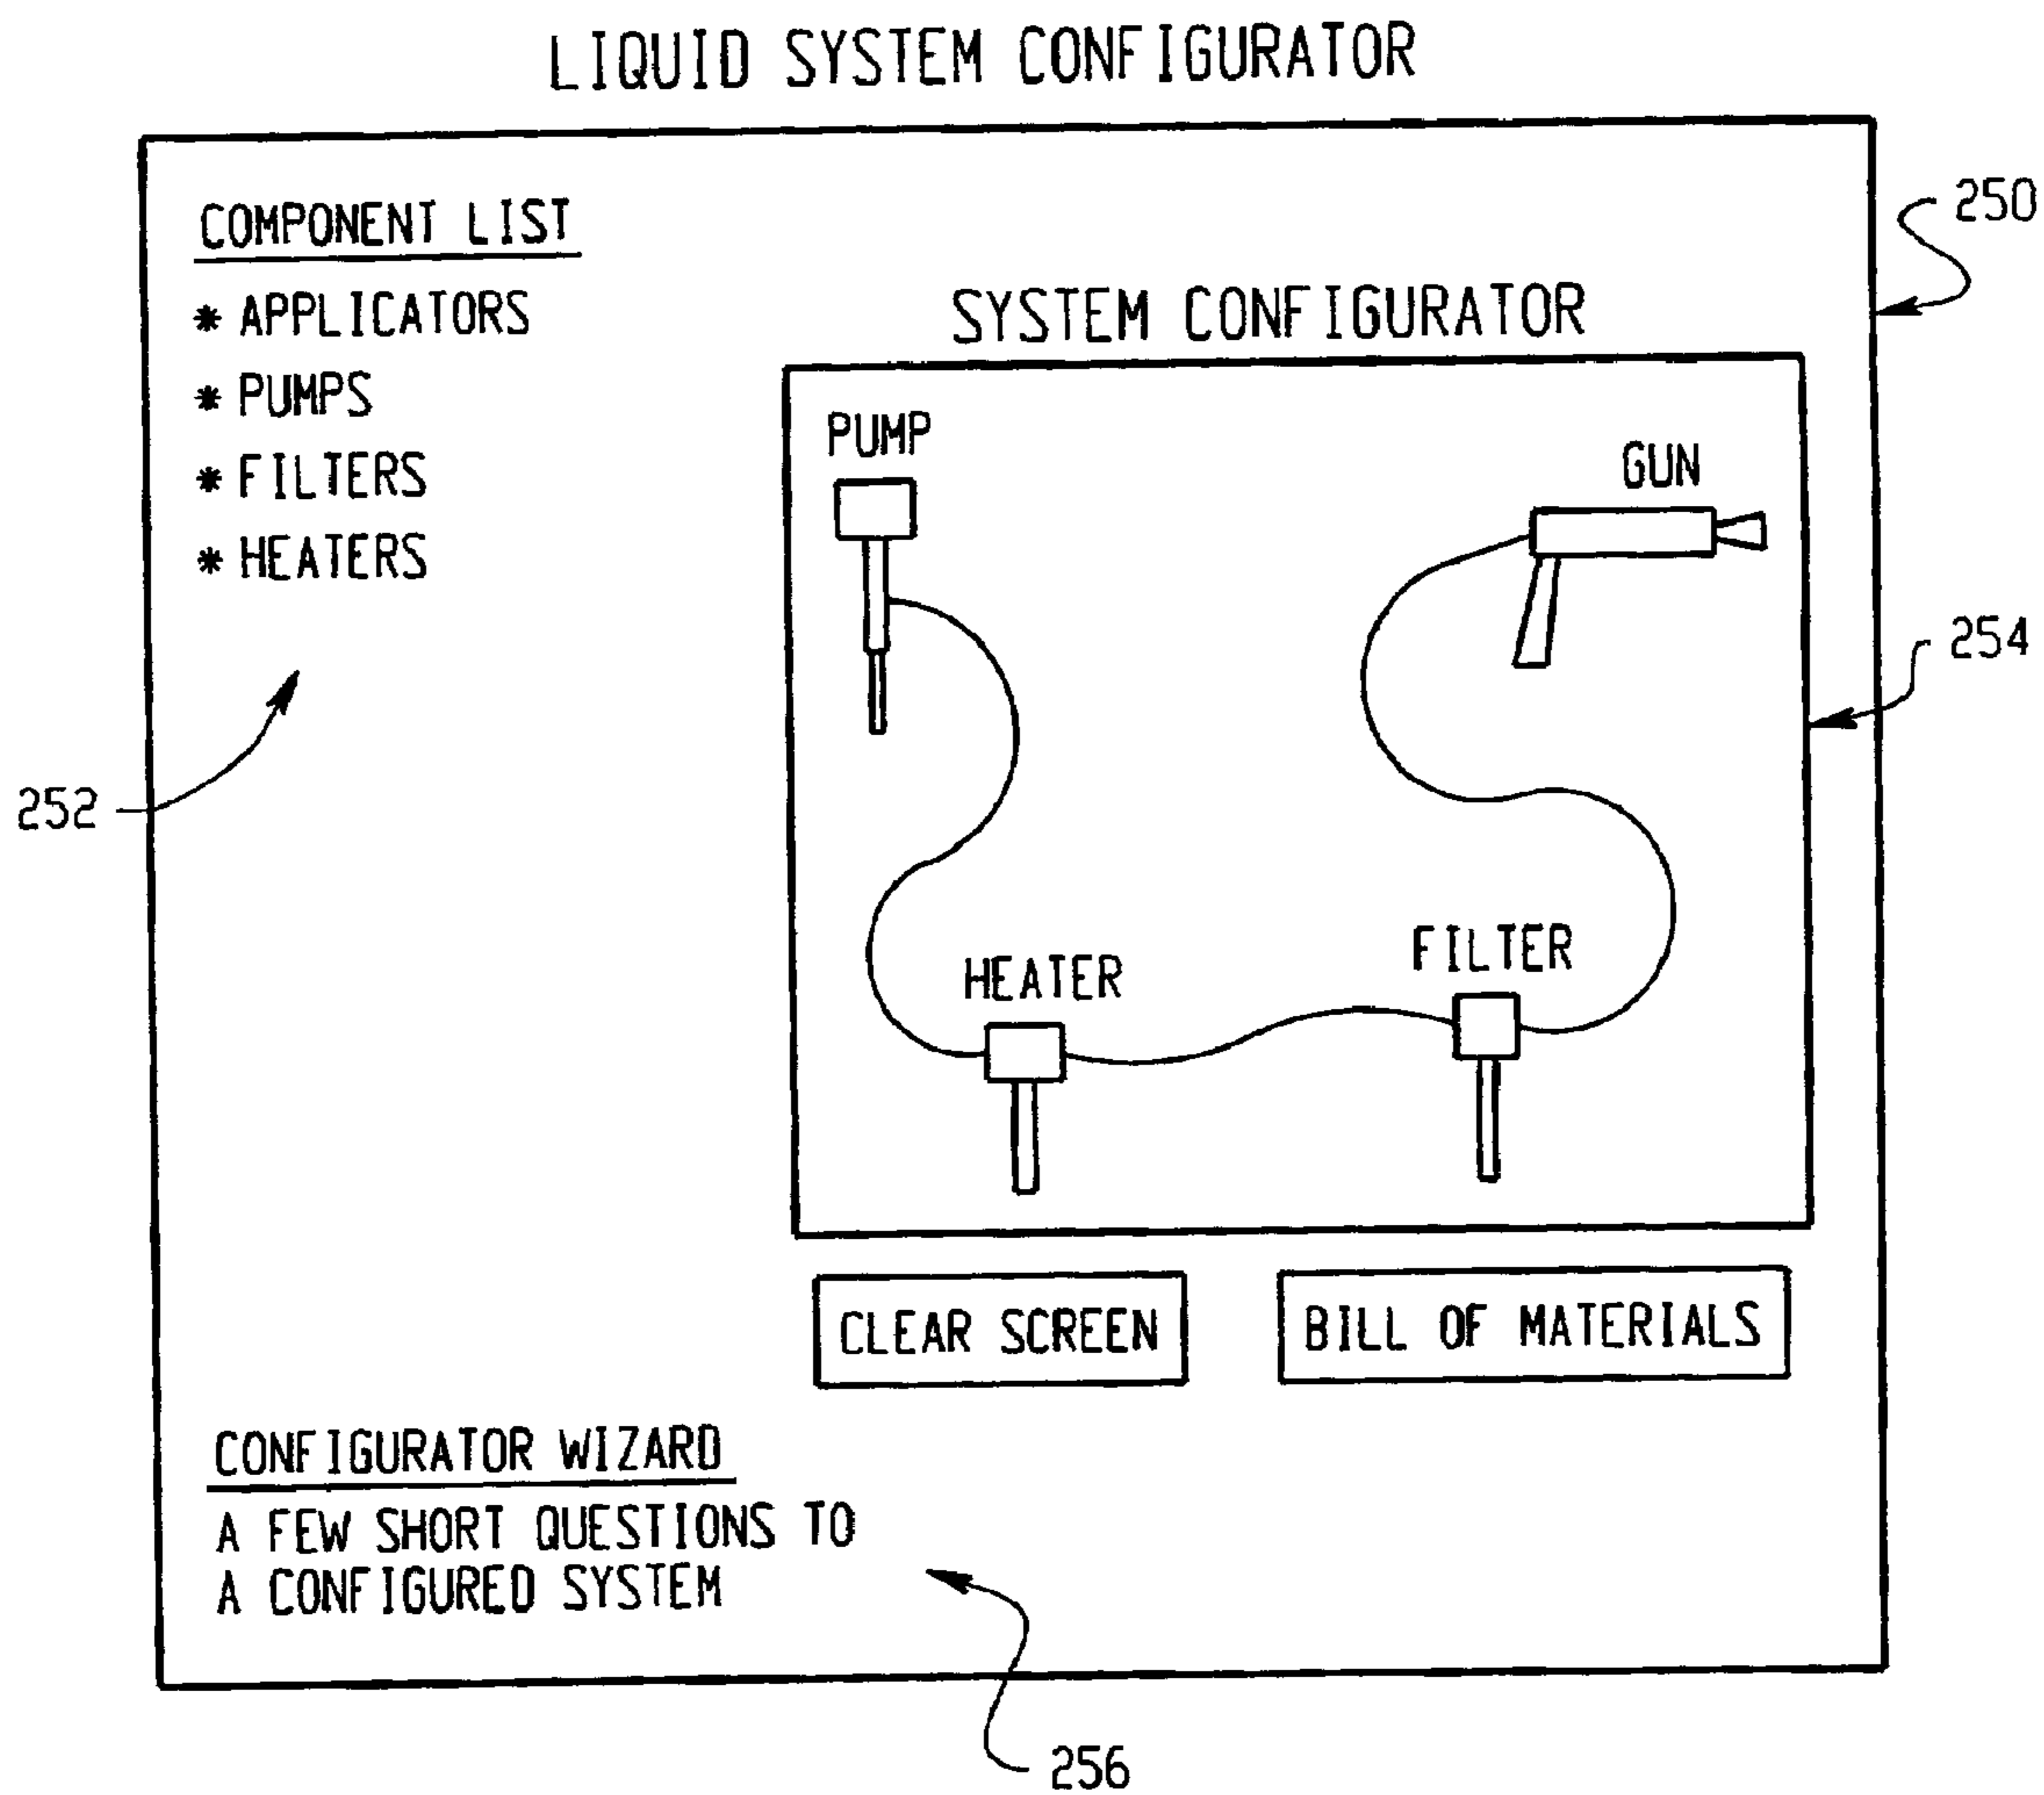 LIQUID SYSTEM CONFIGURATOR
250
COMPONENT LIST
* APPLICATORS
* PUMPS
* FILTERS
* HEATERS
252
SYSTEM CONFIGURATOR
PUMP
GUN
254
HEATER
FILTER
CLEAR SCREEN
BILL OF MATERIALS
CONFIGURATOR WIZARD
A FEW SHORT QUESTIONS TO
A CONFIGURED SYSTEM
256